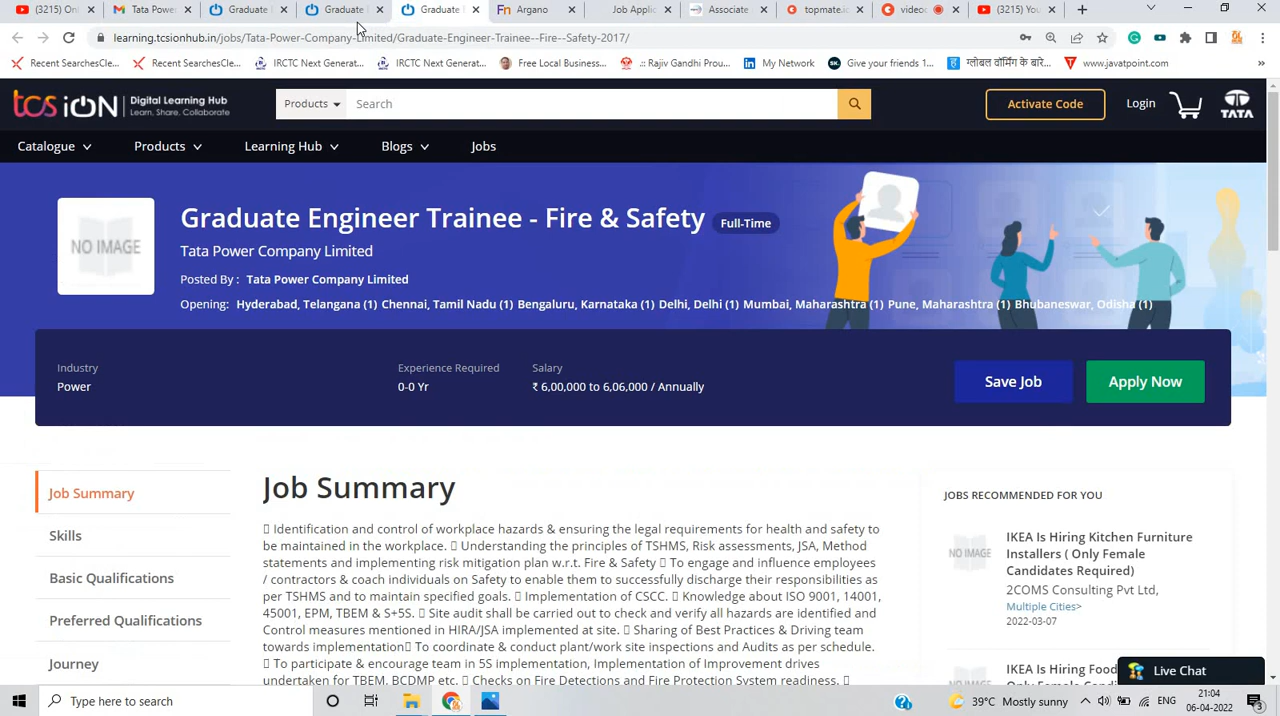 (3215) On
Tata Power
Graduate
Graduate
Graduate
Argano
Job Applic
Associate
topmate.ic
video
(3215) You
learning.tcsionhub.in/jobs/Tata-Power-Company-Limited/Graduate-Engineer-Trainee--Fire--Safety-2017/
Recent SearchesCle...
Recent SearchesCle...
IRCTC Next Generat...
IRCTC Next Generat...
Free Local Business...
.:: Rajiv Gandhi Prou...
My Network
Give your friends 1...
ग्लोबल वॉर्मिंग के बारे...
www.javatpoint.com
»
tcs iON | Digital Learning Hub
Learn. Share. Collaborate
Products
Search
Activate Code
Login
TATA
Catalogue
Products
Learning Hub
Blogs
Jobs
NO IMAGE
Graduate Engineer Trainee - Fire & Safety Full-Time
Tata Power Company Limited
Posted By : Tata Power Company Limited
Opening: Hyderabad, Telangana (1) Chennai, Tamil Nadu (1) Bengaluru, Karnataka (1) Delhi, Delhi (1) Mumbai, Maharashtra (1) Pune, Maharashtra (1) Bhubaneswar, Odisha (1)
Industry
Power
Experience Required
0-0 Yr
Salary
₹ 6,00,000 to 6,06,000 / Annually
Save Job
Apply Now
Job Summary
Skills
Basic Qualifications
Preferred Qualifications
Journey
Job Summary
▯ Identification and control of workplace hazards & ensuring the legal requirements for health and safety to
be maintained in the workplace. ▯ Understanding the principles of TSHMS, Risk assessments, JSA, Method
statements and implementing risk mitigation plan w.r.t. Fire & Safety ▯ To engage and influence employees
/ contractors & coach individuals on Safety to enable them to successfully discharge their responsibilities as
per TSHMS and to maintain specified goals. ▯ Implementation of CSCC. ▯ Knowledge about ISO 9001, 14001,
45001, EPM, TBEM & S+5S. ▯ Site audit shall be carried out to check and verify all hazards are identified and
Control measures mentioned in HIRA/JSA implemented at site. ▯ Sharing of Best Practices & Driving team
towards implementation▯ To coordinate & conduct plant/work site inspections and Audits as per schedule.
▯ To participate & encourage team in 5S implementation, Implementation of Improvement drives
undertaken for TBEM, BCDMP etc. ▯ Checks on Fire Detections and Fire Protection System readiness. ▯
JOBS RECOMMENDED FOR YOU
NO IMAGE
IKEA Is Hiring Kitchen Furniture
Installers ( Only Female
Candidates Required)
2COMS Consulting Pvt Ltd,
Multiple Cities>
2022-03-07
IKEA Is Hiring Food
Live Chat
Type here to search
39°C Mostly sunny
ENG
21:04
06-04-2022
3